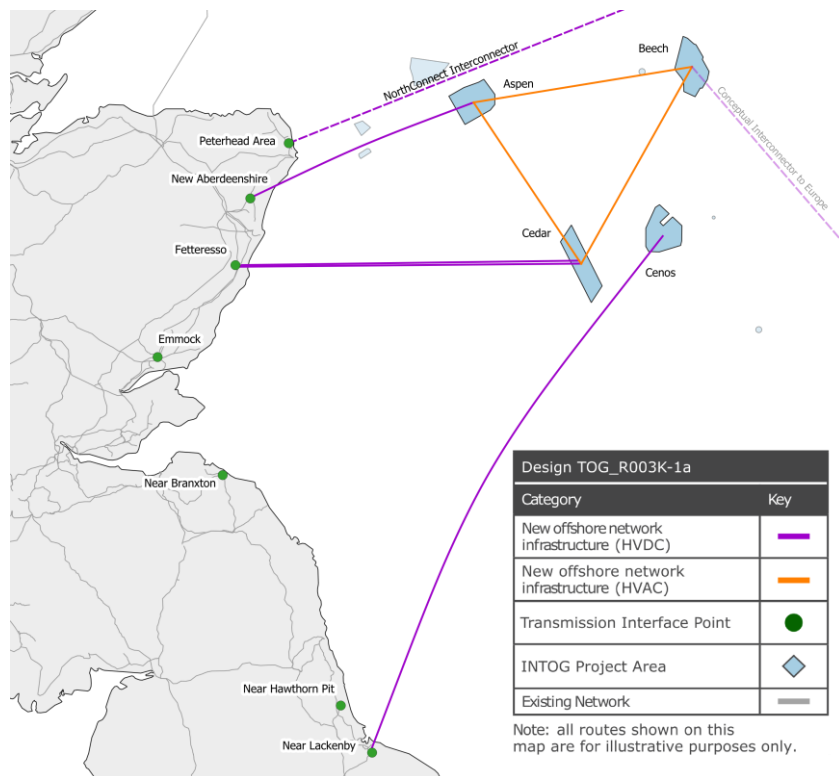 Beech
NorthConnect Interconnector
Aspen
Conceptual Interconnector to Europe
Peterhead Area
New Aberdeenshire
Cedar
Fetteresso
Cenos
Emmock
Near Branxton
Near Hawthorn Pit
Near Lackenby
Design TOG_R003K-1a
Category Key
New offshore network
infrastructure (HVDC)
New offshore network
infrastructure (HVAC)
Transmission Interface Point
INTOG Project Area
Existing Network
Note: all routes shown on this
map are for illustrative purposes only.